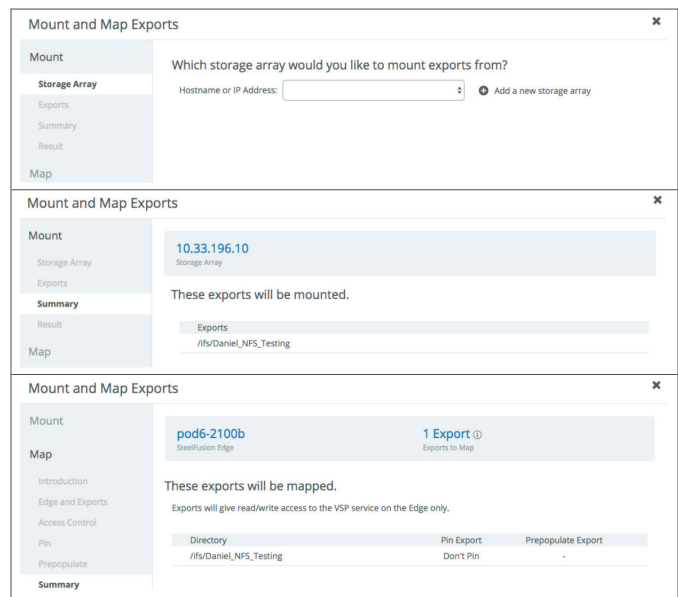 Mount and Map Exports
Mount
Storage Array
Exports
Summary
Result
Map
Which storage array would you like to mount exports from?
Hostname or IP Address:
Add a new storage array
Mount and Map Exports
Mount
Storage Array
Exports
Summary
Result
Map
10.33.196.10
Storage Array
These exports will be mounted.
Exports
/ifs/Daniel_NFS_Testing
Mount and Map Exports
Mount
Map
Introduction
Edge and Exports
Access Control
Pin
Prepopulate
Summary
pod6-2100b
SteelFusion Edge
1 Export
Exports to Map
These exports will be mapped.
Exports will give read/write access to the VSP service on the Edge only.
Directory Pin Export Prepopulate Export
/ifs/Daniel_NFS_Testing Don't Pin -